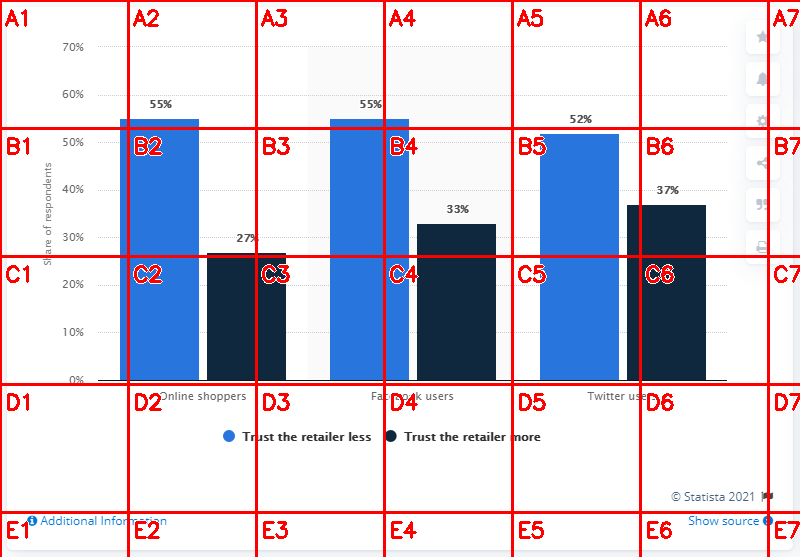 70%
60%
50%
40%
30%
20%
10%
0%
Share of respondents
55%
27%
55%
33%
52%
37%
Online shoppers
Facebook users
Twitter users
Trust the retailer less
Trust the retailer more
© Statista 2021
Additional Information
Show source
A1 A2 A3 A4 A5 A6 A7
B1 B2 B3 B4 B5 B6 B7
C1 C2 C3 C4 C5 C6 C7
D1 D2 D3 D4 D5 D6 D7
E1 E2 E3 E4 E5 E6 E7